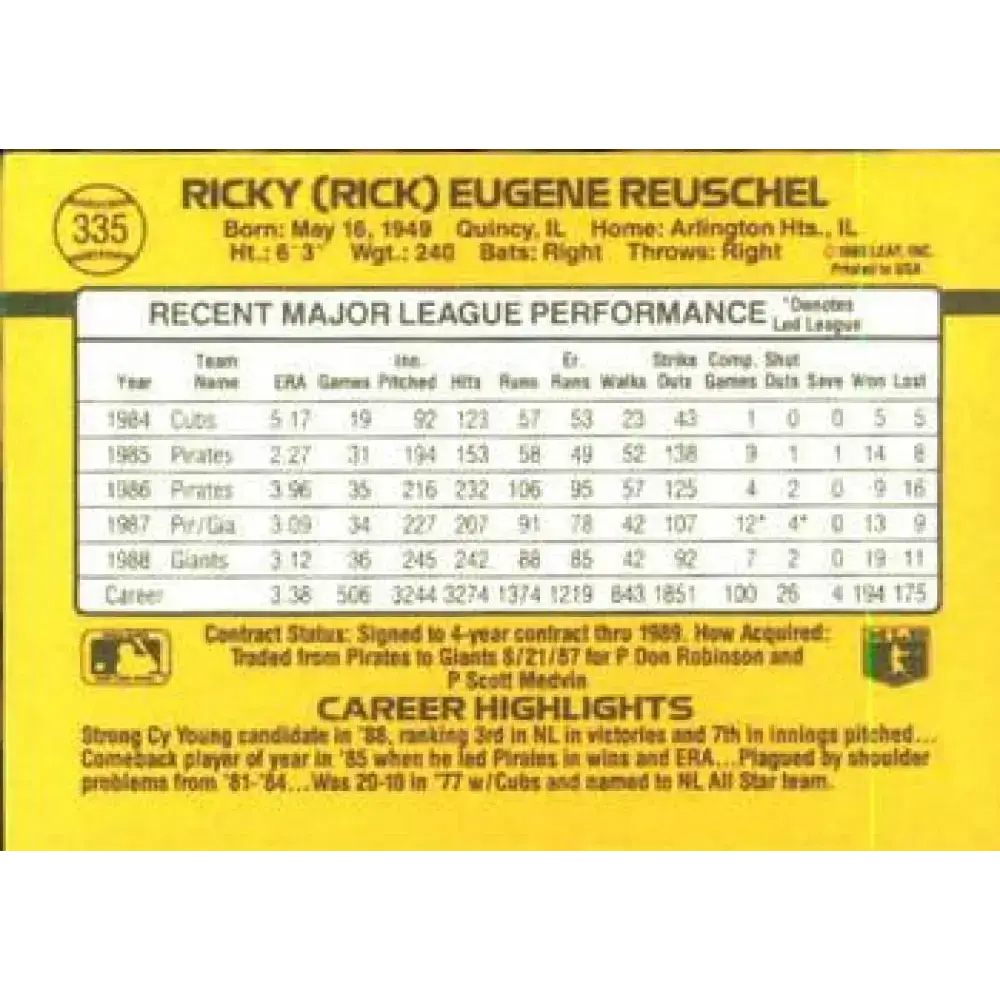 335
RICKY (RICK) EUGENE REUSCHEL
Born: May 16, 1949 Quincy, IL Home: Arlington Hts., IL
Ht.: 6'3" Wgt.: 240 Bats: Right Throws: Right
LEAF, INC.
Printed in USA
RECENT MAJOR LEAGUE PERFORMANCE
*Denotes
Led League
Team Inn. Er. Strike Comp. Shut
Year Name ERA Games Pitched Hits Runs Runs Walks Outs Games Outs Save Won Lost
1984 Cubs 5.17 19 92 123 57 53 23 43 1 0 0 5 5
1985 Pirates 2.27 31 194 153 58 49 52 138 9 1 1 14 8
1986 Pirates 3.96 35 216 232 106 95 57 125 4 2 0 9 16
1987 Pir/Gia 3.09 34 227 207 91 78 42 107 12* 4* 0 13 9
1988 Giants 3.12 36 245 242 88 85 42 92 7 2 0 19 11
Career 3.38 506 3244 3274 1374 1219 843 1851 100 26 4 194 175
Contract Status: Signed to 4-year contract thru 1989. How Acquired:
Traded from Pirates to Giants 8/21/87 for P Don Robinson and
P Scott Medvin
CAREER HIGHLIGHTS
Strong Cy Young candidate in '88, ranking 3rd in NL in victories and 7th in innings pitched...
Comeback player of year in '85 when he led Pirates in wins and ERA...Plagued by shoulder
problems from '81-'84...Was 20-10 in '77 w/Cubs and named to NL All Star team.